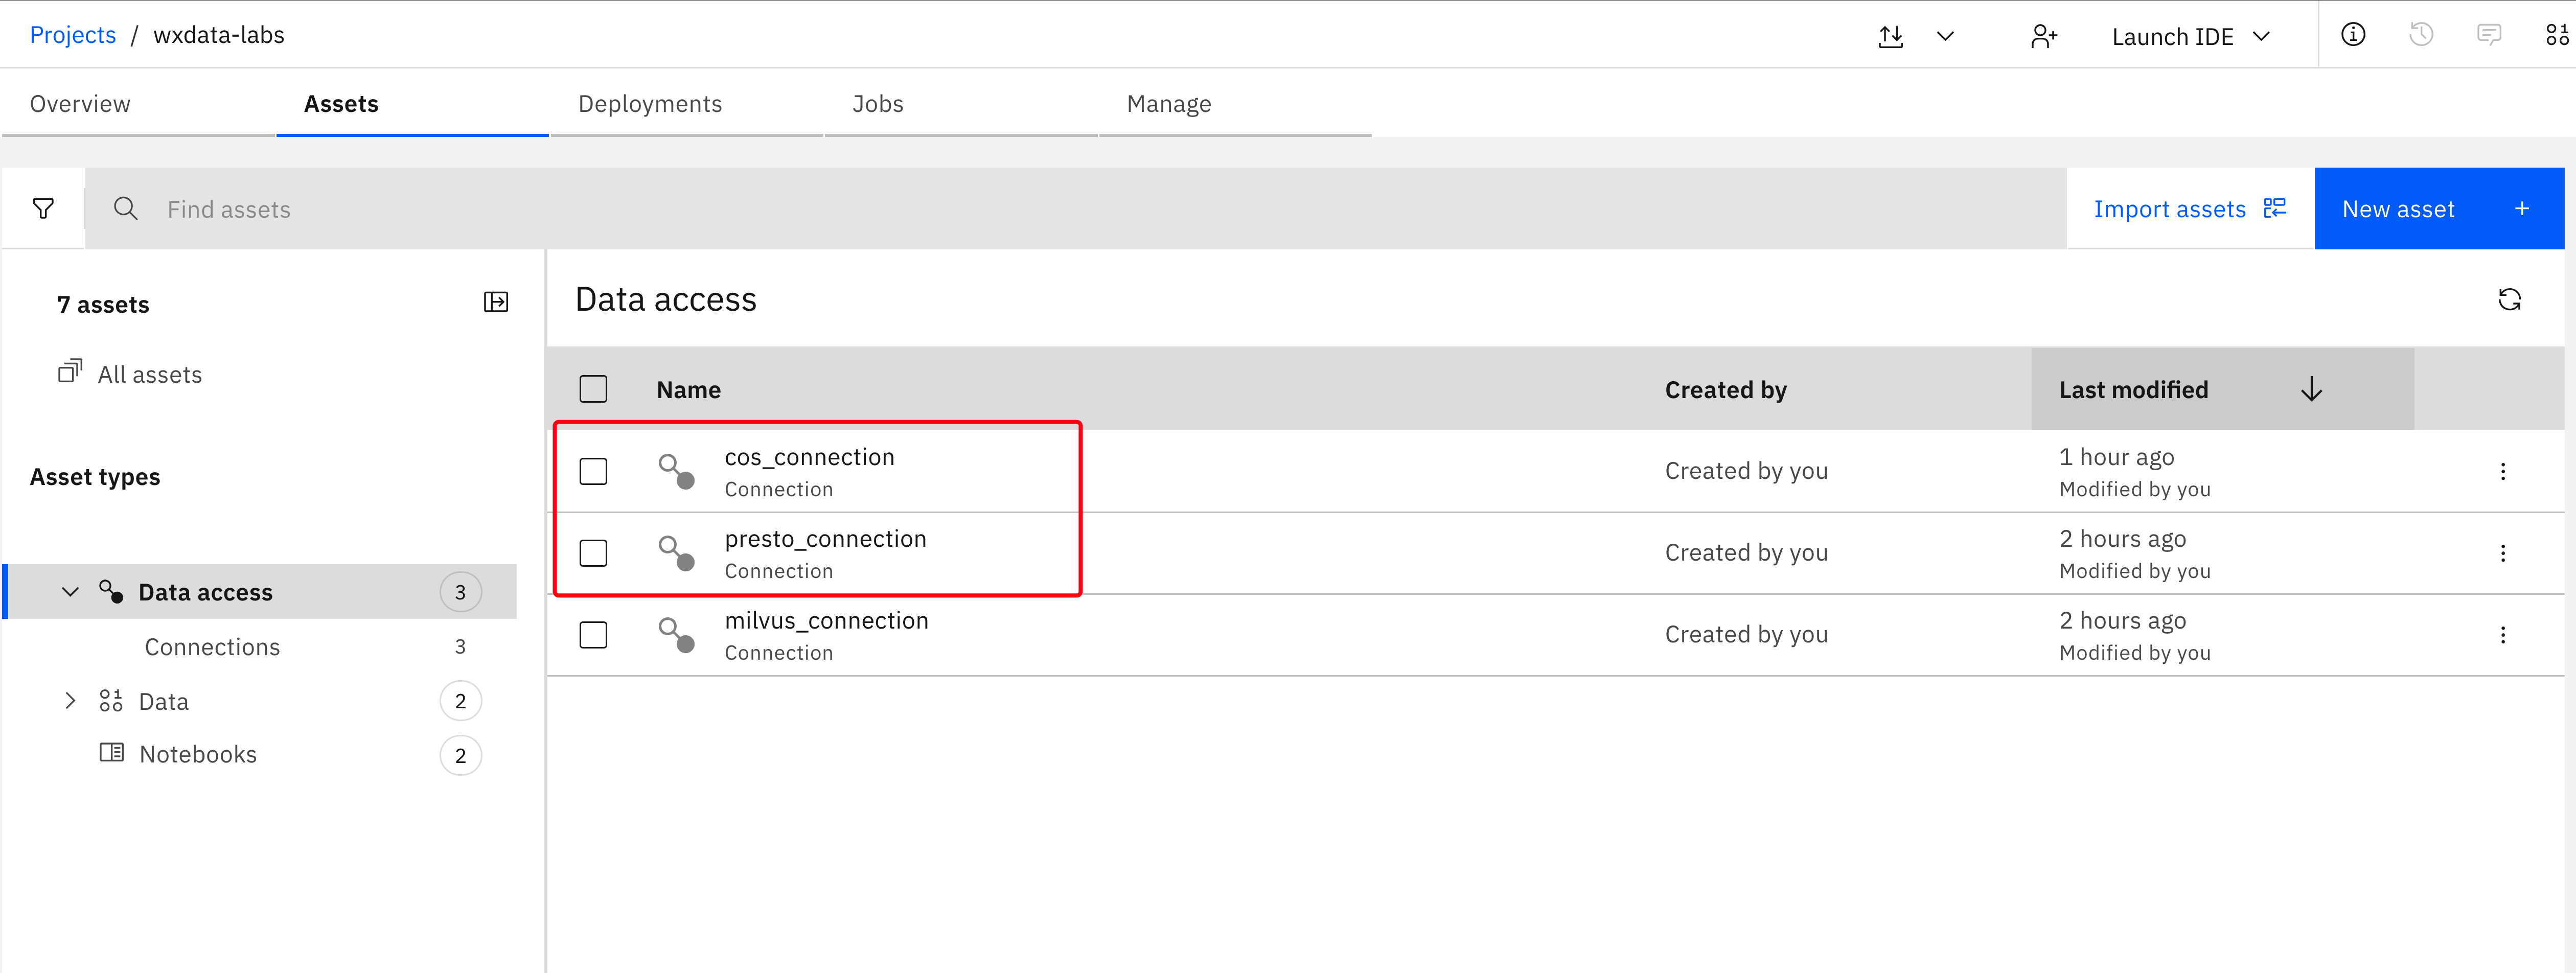 Projects / wxdata-labs
Launch IDE
Overview
Assets
Deployments
Jobs
Manage
Find assets
Import assets
New asset +
7 assets
All assets
Asset types
Data access 3
Connections 3
Data 2
Notebooks 2
Data access
Name
Created by
Last modified
cos_connection
Connection
Created by you
1 hour ago
Modified by you
presto_connection
Connection
Created by you
2 hours ago
Modified by you
milvus_connection
Connection
Created by you
2 hours ago
Modified by you